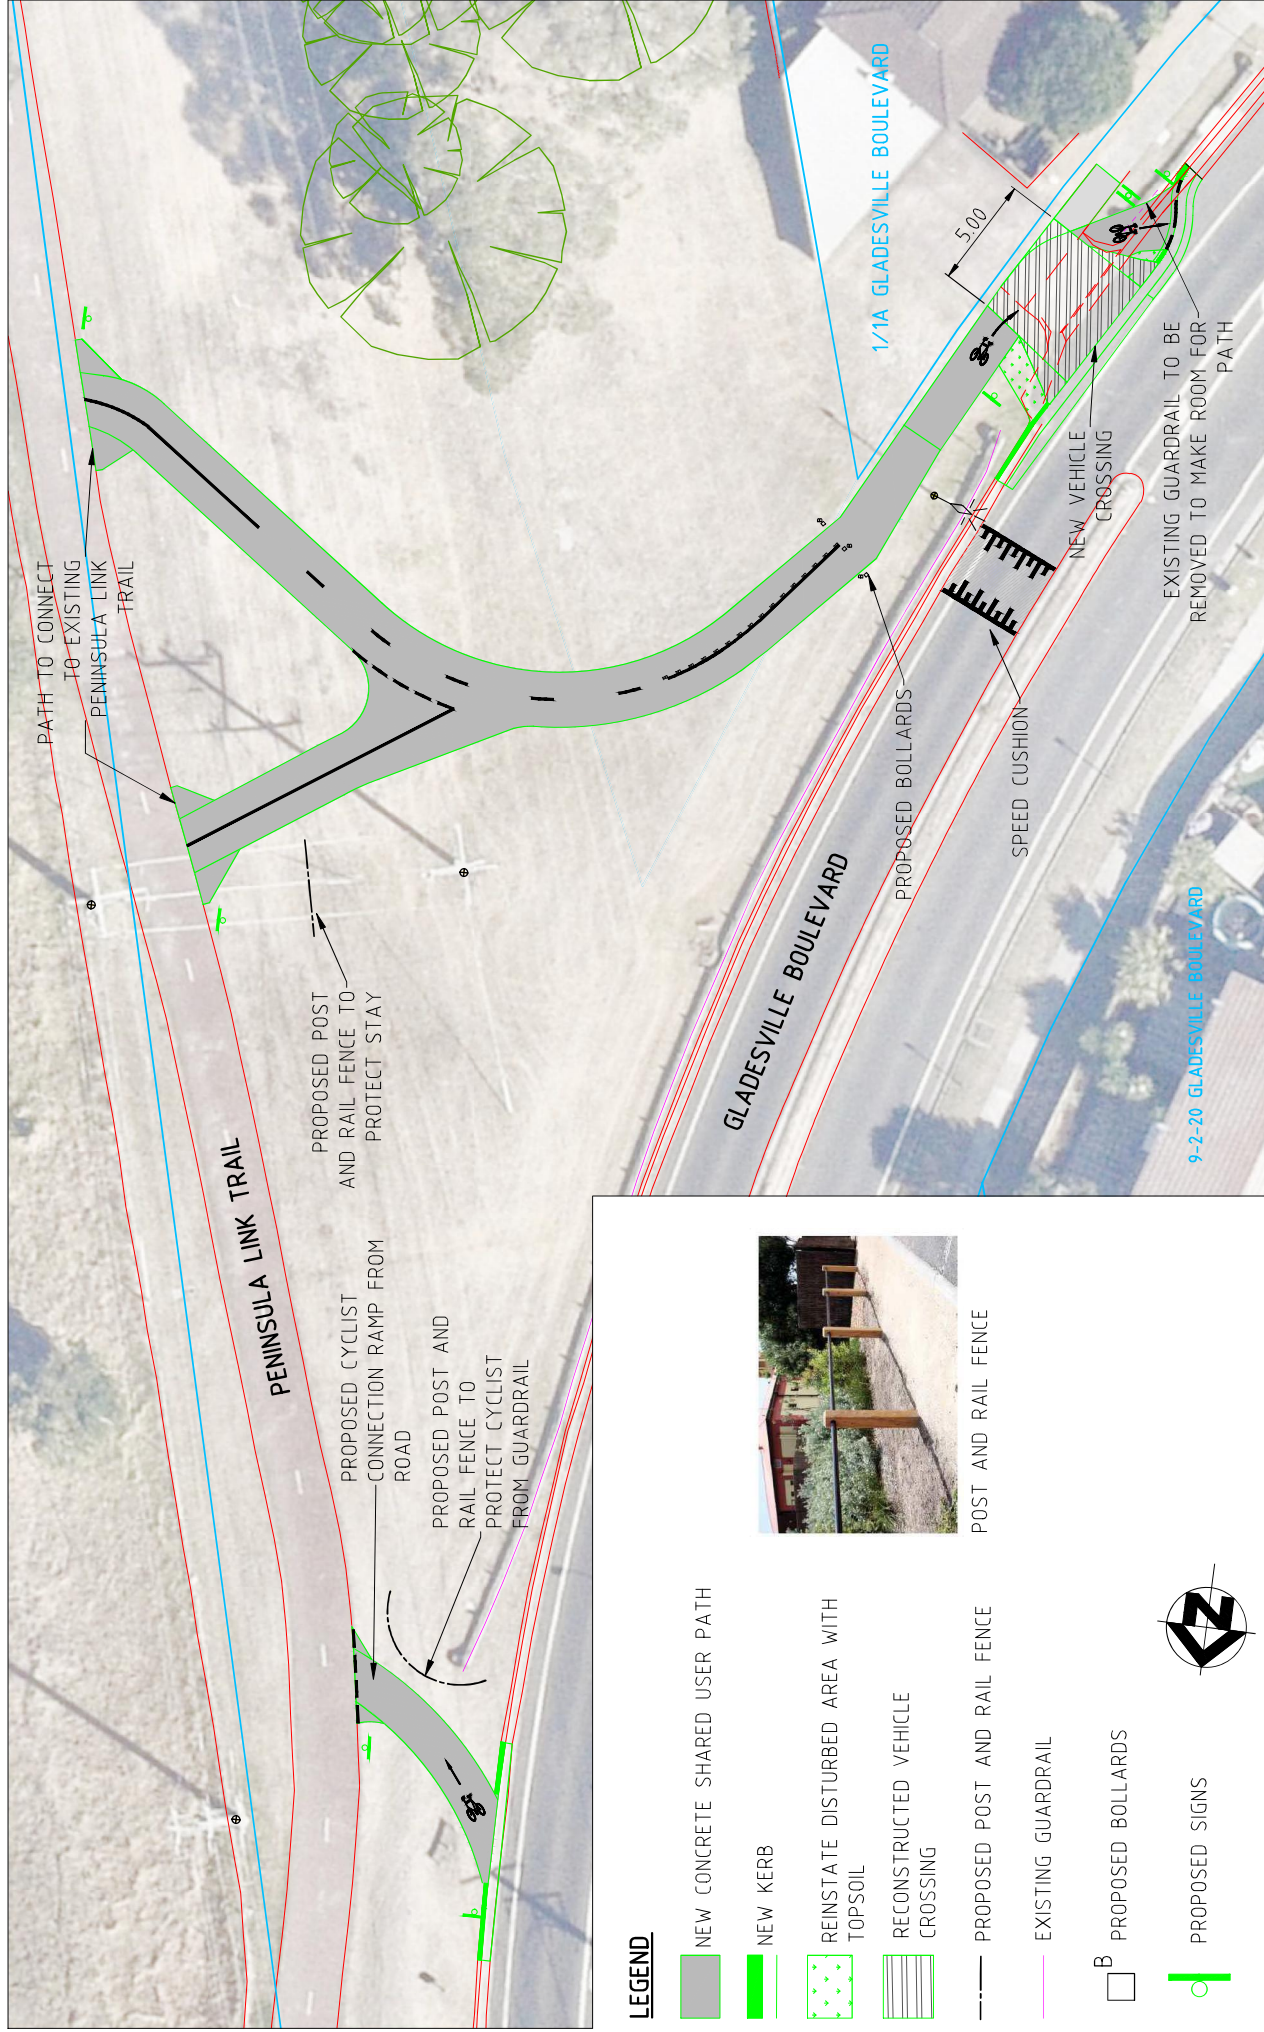 PATH TO CONNECT
TO EXISTING
PENINSULA LINK
TRAIL
1/1A GLADESVILLE BOULEVARD
5.00
EXISTING GUARDRAIL TO BE
REMOVED TO MAKE ROOM FOR
PATH
NEW VEHICLE
CROSSING
PROPOSED BOLLARDS
SPEED CUSHION
GLADESVILLE BOULEVARD
9-2-20 GLADESVILLE BOULEVARD
PROPOSED POST
AND RAIL FENCE TO
PROTECT STAY
PENINSULA LINK TRAIL
PROPOSED CYCLIST
CONNECTION RAMP FROM
ROAD
PROPOSED POST AND
RAIL FENCE TO
PROTECT CYCLIST
FROM GUARDRAIL
LEGEND
NEW CONCRETE SHARED USER PATH
NEW KERB
REINSTATE DISTURBED AREA WITH
TOPSOIL
RECONSTRUCTED VEHICLE
CROSSING
PROPOSED POST AND RAIL FENCE
EXISTING GUARDRAIL
B
PROPOSED BOLLARDS
PROPOSED SIGNS
POST AND RAIL FENCE
N